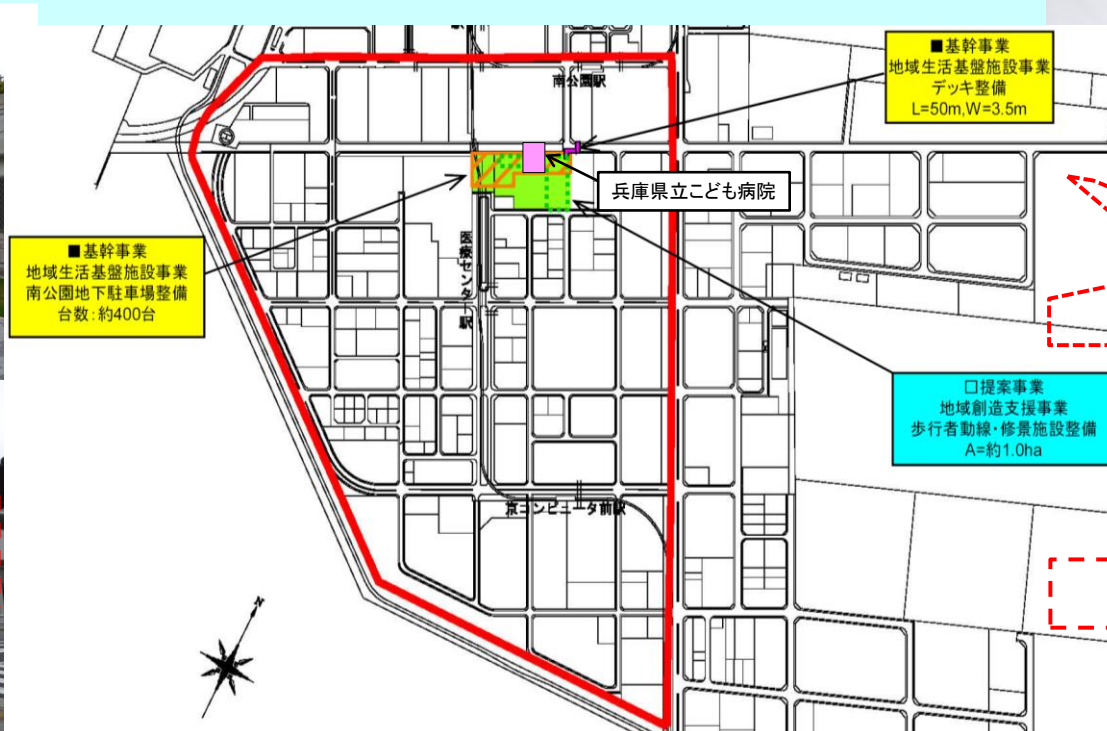 南公園駅
■基幹事業
地域生活基盤施設事業
デッキ整備
L=50m,W=3.5m
兵庫県立こども病院
■基幹事業
地域生活基盤施設事業
南公園地下駐車場整備
台数：約400台
医療センター駅
□提案事業
地域創造支援事業
歩行者動線・修景施設整備
A=約1.0ha
京コンピュータ前駅
N